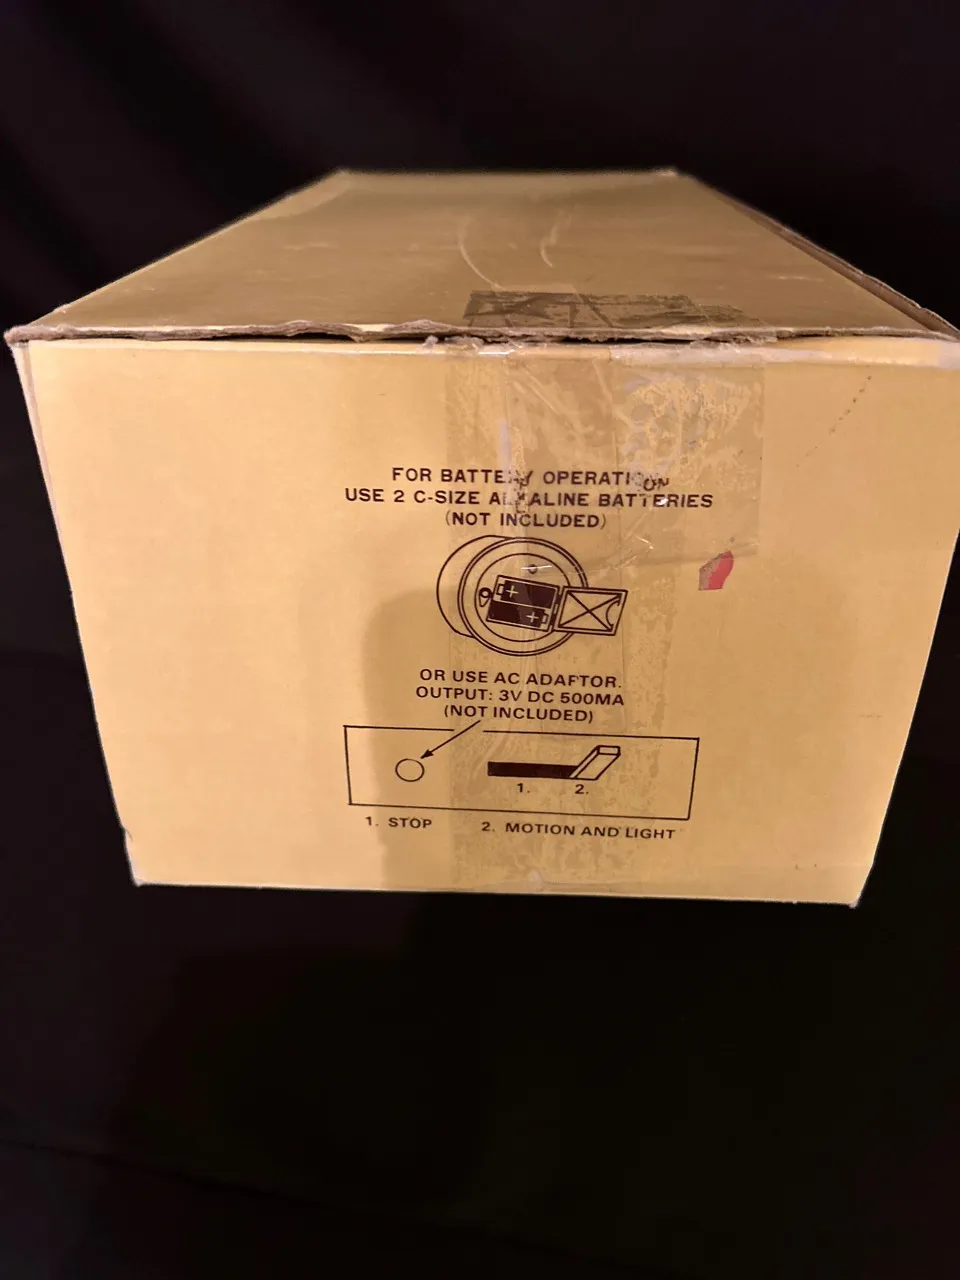 FOR BATTERY OPERATION
USE 2 C-SIZE ALKALINE BATTERIES
(NOT INCLUDED)
OR USE AC ADAPTOR.
OUTPUT: 3V DC 500MA
(NOT INCLUDED)
1. 2.
1. STOP 2. MOTION AND LIGHT